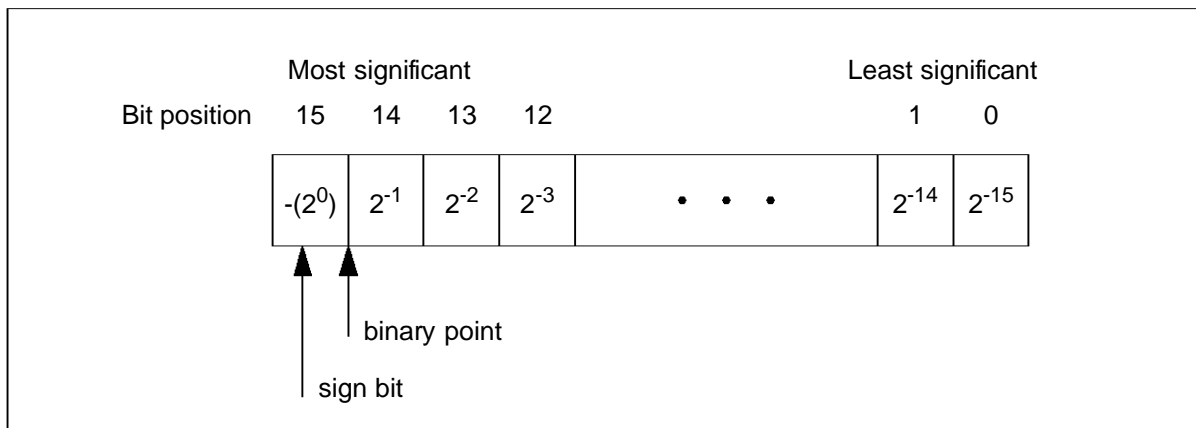 Most significant Least significant
Bit position 15 14 13 12 1 0
-(2⁰) 2⁻¹ 2⁻² 2⁻³ • • • 2⁻¹⁴ 2⁻¹⁵
binary point
sign bit